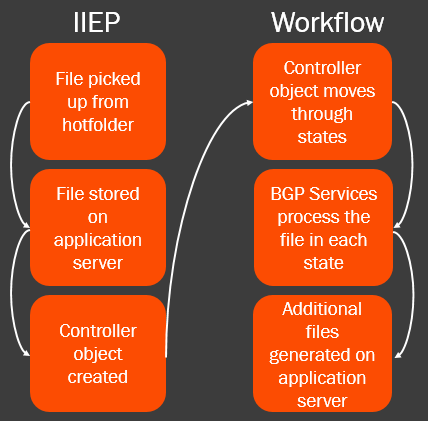 IIEP
File picked
up from
hotfolder
File stored
on
application
server
Controller
object
created
Workflow
Controller
object moves
through
states
BGP Services
process the
file in each
state
Additional
files
generated on
application
server